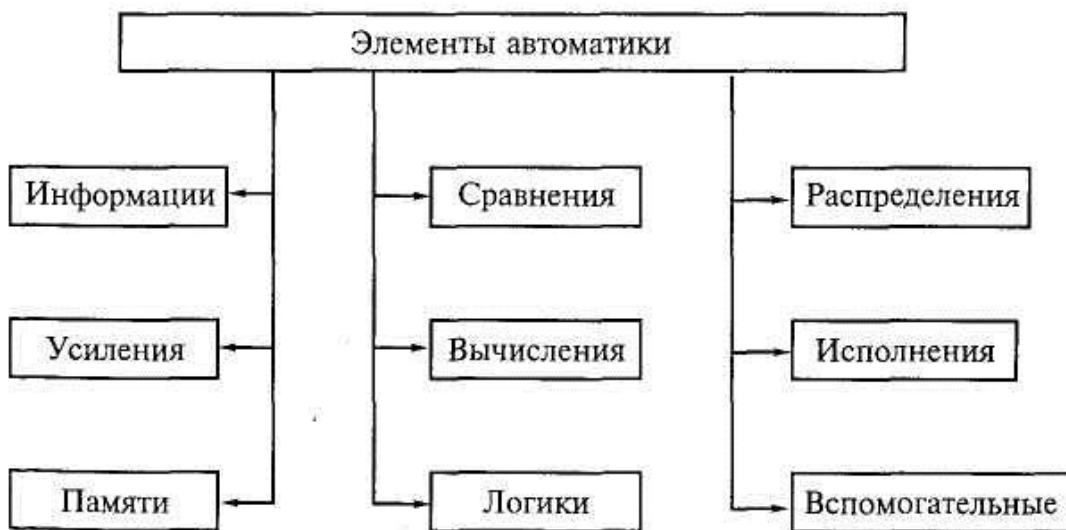 Элементы автоматики
Информации
Сравнения
Распределения
Усиления
Вычисления
Исполнения
Памяти
Логики
Вспомогательные